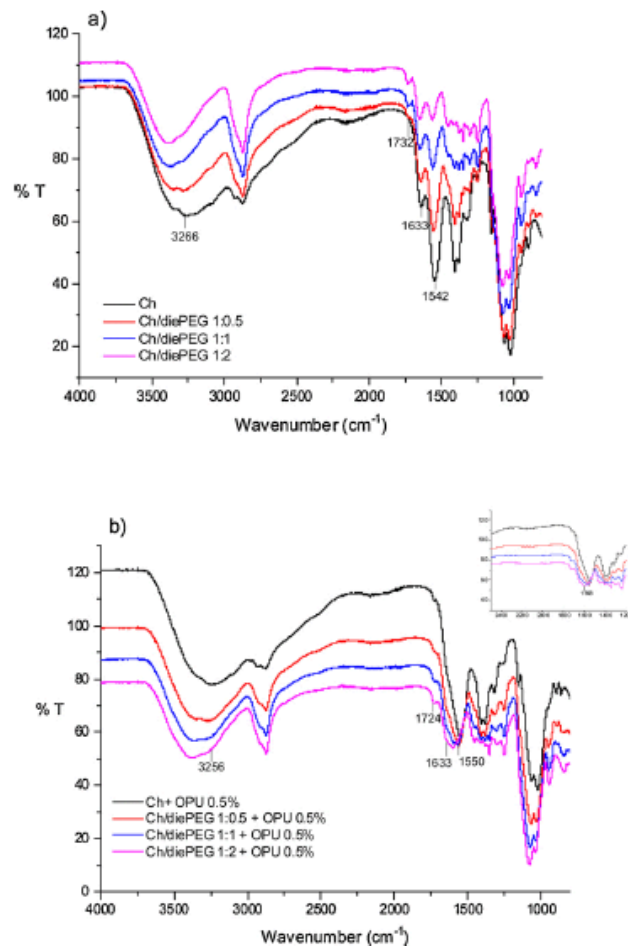 a)
120
100
80
% T
60
40
20
3266
1732
1633
1542
Ch
Ch/diePEG 1:0.5
Ch/diePEG 1:1
Ch/diePEG 1:2
4000 3500 3000 2500 2000 1500 1000
Wavenumber (cm⁻¹)
b)
120
100
80
% T
60
40
20
0
3256
1724
1633
1550
Ch+ OPU 0.5%
Ch/diePEG 1:0.5 + OPU 0.5%
Ch/diePEG 1:1 + OPU 0.5%
Ch/diePEG 1:2 + OPU 0.5%
4000 3500 3000 2500 2000 1500 1000
Wavenumber (cm⁻¹)